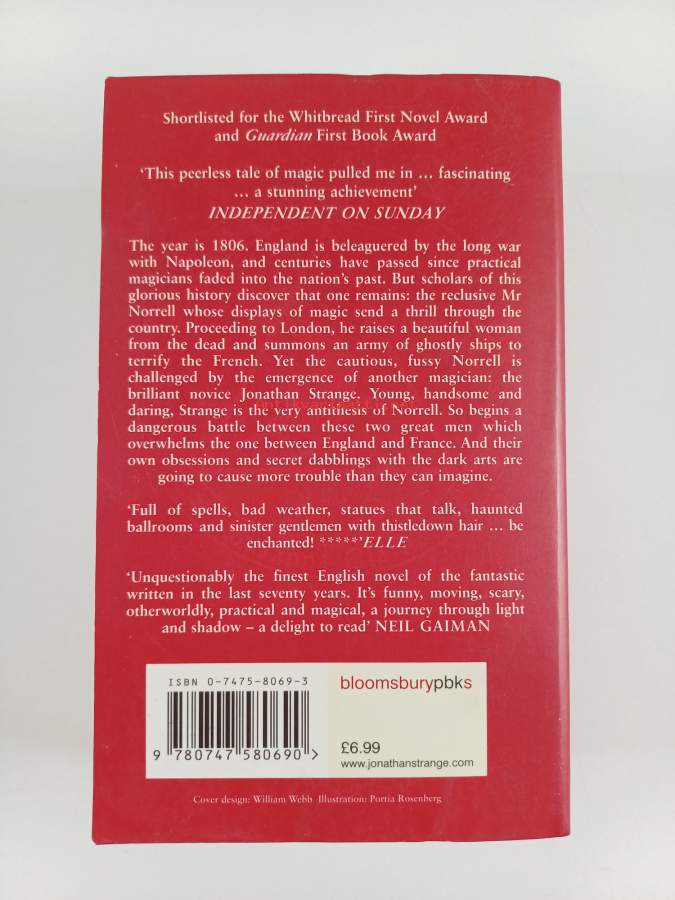 Shortlisted for the Whitbread First Novel Award
and Guardian First Book Award
‘This peerless tale of magic pulled me in ... fascinating
... a stunning achievement’
INDEPENDENT ON SUNDAY
The year is 1806. England is beleaguered by the long war
with Napoleon, and centuries have passed since practical
magicians faded into the nation’s past. But scholars of this
glorious history discover that one remains: the reclusive Mr
Norrell whose displays of magic send a thrill through the
country. Proceeding to London, he raises a beautiful woman
from the dead and summons an army of ghostly ships to
terrify the French. Yet the cautious, fussy Norrell is
challenged by the emergence of another magician: the
brilliant novice Jonathan Strange. Young, handsome and
daring, Strange is the very antithesis of Norrell. So begins a
dangerous battle between these two great men which
overwhelms the one between England and France. And their
own obsessions and secret dabblings with the dark arts are
going to cause more trouble than they can imagine.
‘Full of spells, bad weather, statues that talk, haunted
ballrooms and sinister gentlemen with thistledown hair ... be
enchanted! *****’ELLE
‘Unquestionably the finest English novel of the fantastic
written in the last seventy years. It’s funny, moving, scary,
otherworldly, practical and magical, a journey through light
and shadow – a delight to read’ NEIL GAIMAN
ISBN 0-7475-8069-3
9 780747 580690 >
bloomsburypbks
£6.99
www.jonathanstrange.com
Cover design: William Webb Illustration: Portia Rosenberg